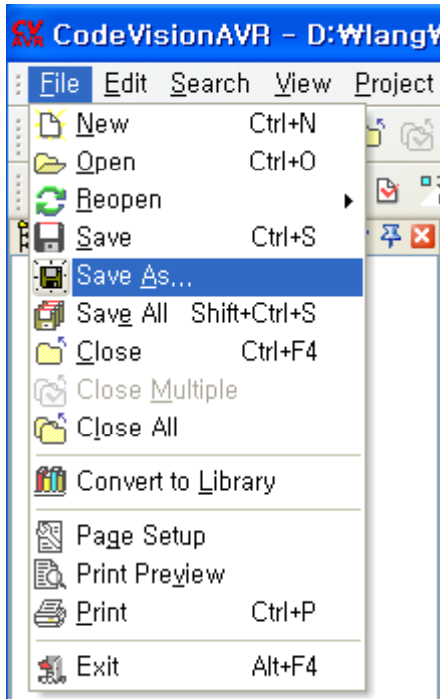 CodeVisionAVR - D:₩lang₩
File Edit Search View Project
New Ctrl+N
Open Ctrl+O
Reopen
Save Ctrl+S
Save As...
Save All Shift+Ctrl+S
Close Ctrl+F4
Close Multiple
Close All
Convert to Library
Page Setup
Print Preview
Print Ctrl+P
Exit Alt+F4